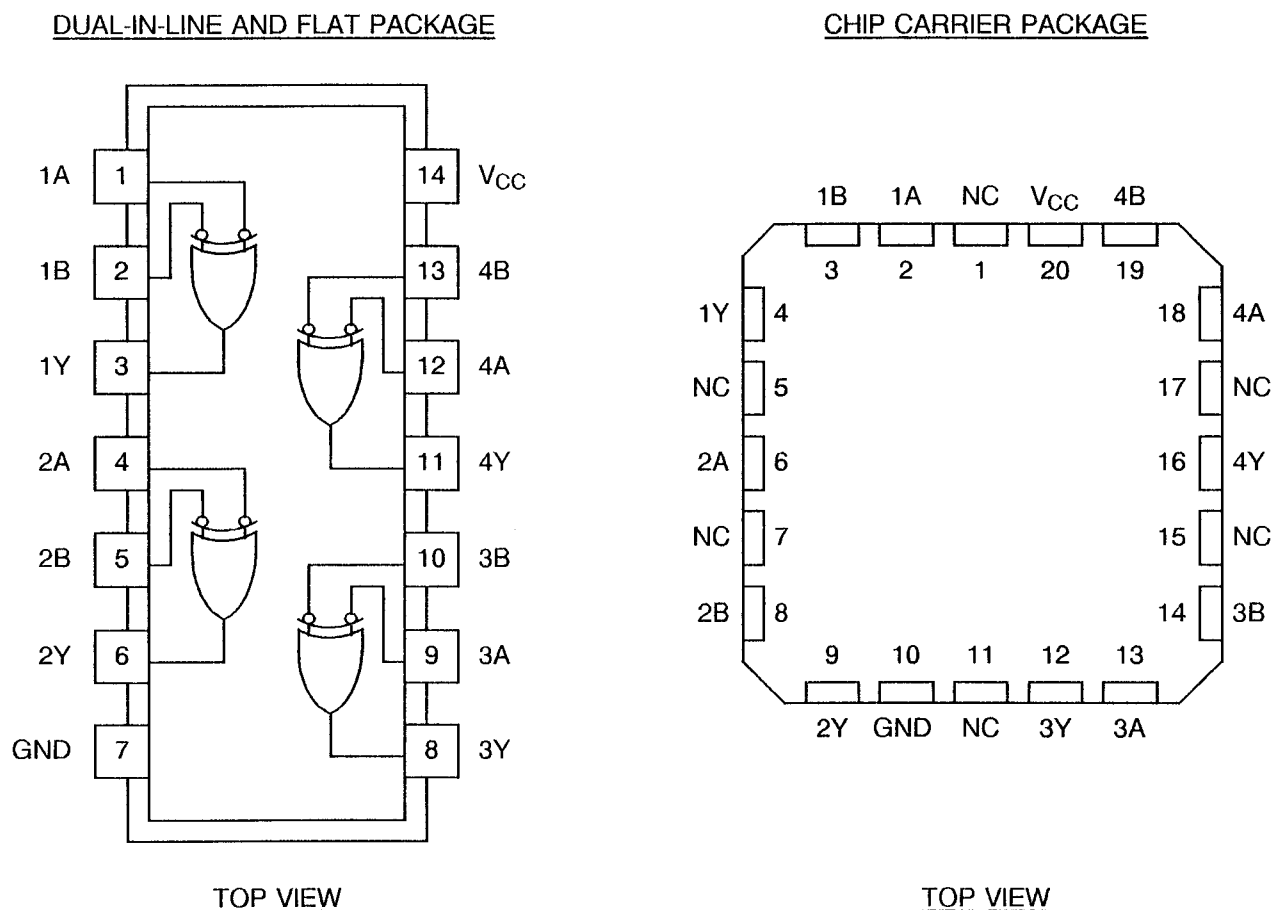 DUAL-IN-LINE AND FLAT PACKAGE
1A 1 14 VCC
1B 2 13 4B
1Y 3 12 4A
2A 4 11 4Y
2B 5 10 3B
2Y 6 9 3A
GND 7 8 3Y
TOP VIEW
CHIP CARRIER PACKAGE
1B 1A NC VCC 4B
3 2 1 20 19
1Y 4 18 4A
NC 5 17 NC
2A 6 16 4Y
NC 7 15 NC
2B 8 14 3B
9 10 11 12 13
2Y GND NC 3Y 3A
TOP VIEW